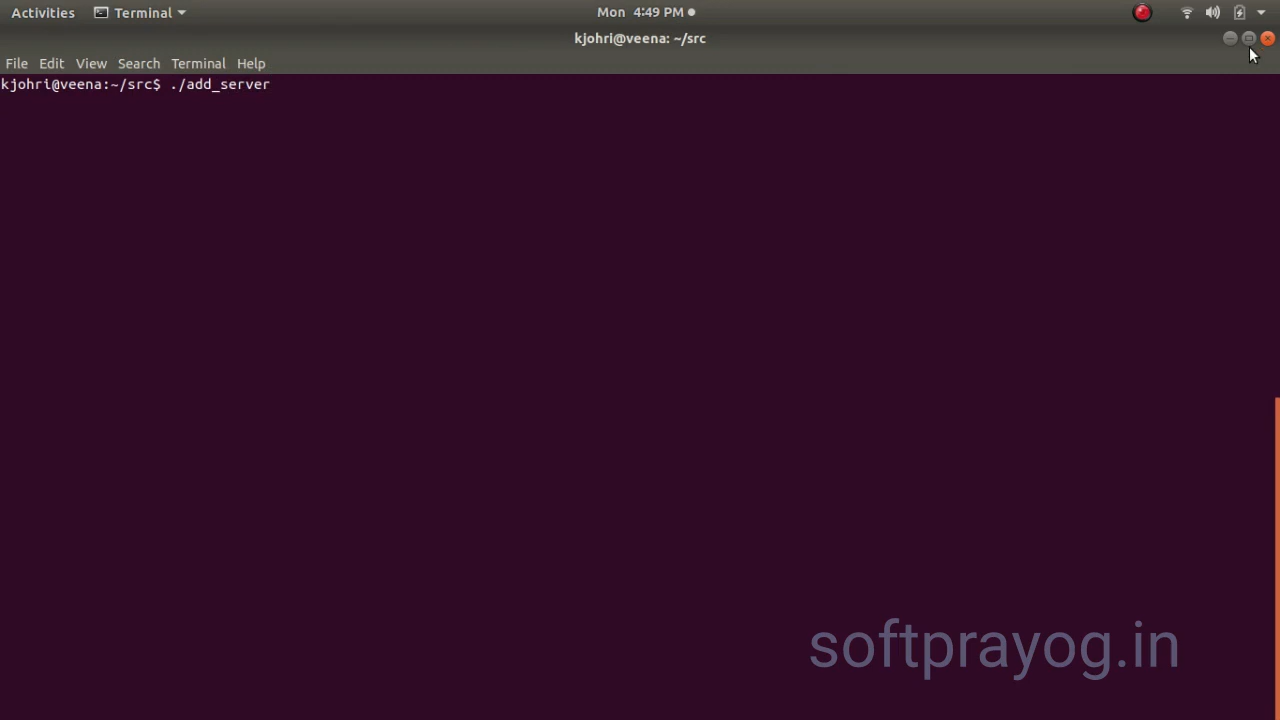 Activities Terminal Mon 4:49 PM
kjohri@veena: ~/src
File Edit View Search Terminal Help
kjohri@veena:~/src$ ./add_server
softprayog.in